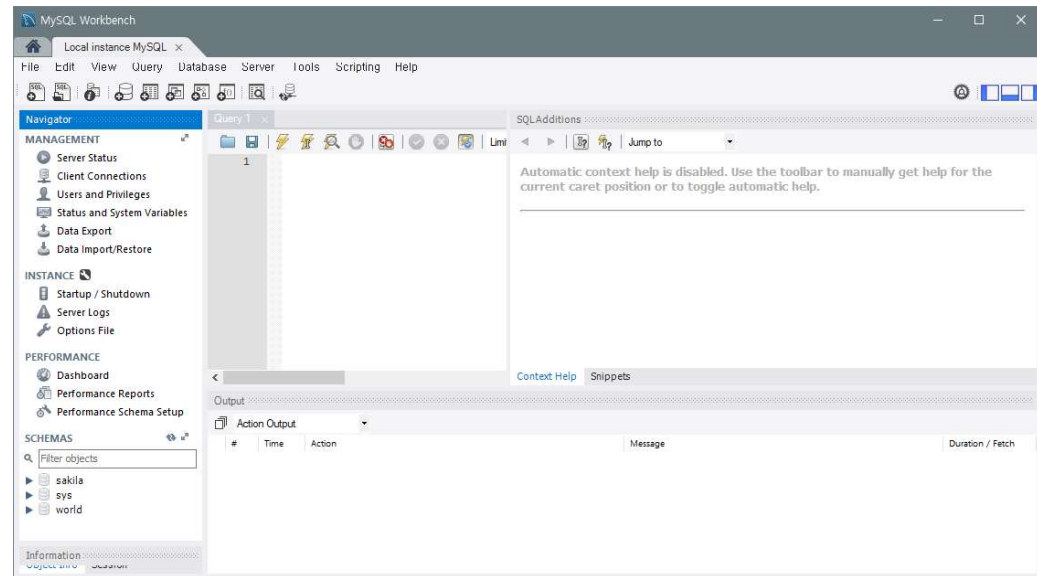 MySQL Workbench
Local instance MySQL ×
File Edit View Query Database Server Tools Scripting Help
Navigator
MANAGEMENT
Server Status
Client Connections
Users and Privileges
Status and System Variables
Data Export
Data Import/Restore
INSTANCE
Startup / Shutdown
Server Logs
Options File
PERFORMANCE
Dashboard
Performance Reports
Performance Schema Setup
SCHEMAS
Filter objects
sakila
sys
world
Information
Object Info Session
Query 1 ×
Limi
1
SQLAdditions
Jump to
Automatic context help is disabled. Use the toolbar to manually get help for the
current caret position or to toggle automatic help.
Context Help Snippets
Output
Action Output
# Time Action Message Duration / Fetch